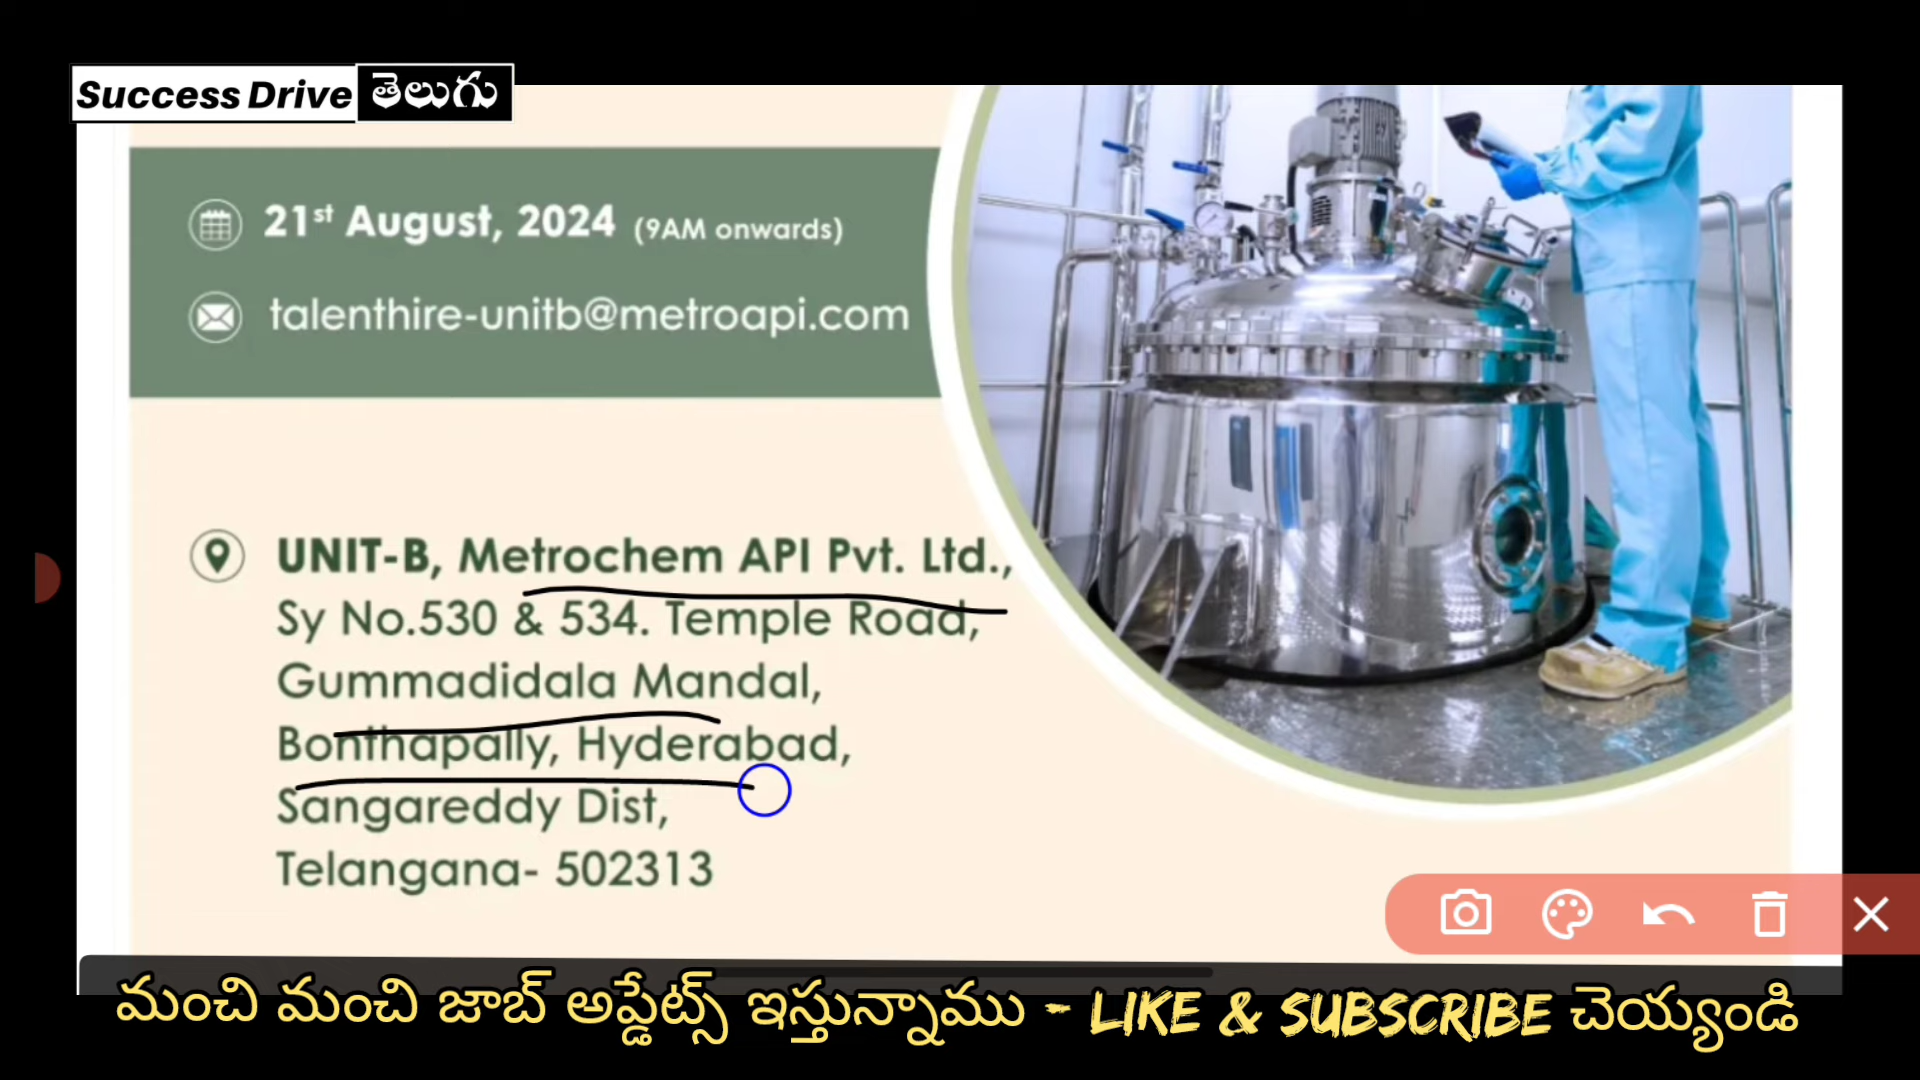 Success Drive తెలుగు
21st August, 2024 (9AM onwards)
talenthire-unitb@metroapi.com
UNIT-B, Metrochem API Pvt. Ltd.,
Sy No.530 & 534. Temple Road,
Gummadidala Mandal,
Bonthapally, Hyderabad,
Sangareddy Dist,
Telangana- 502313
మంచి మంచి జాబ్ అప్డేట్స్ ఇస్తున్నాము - LIKE & SUBSCRIBE చెయ్యండి